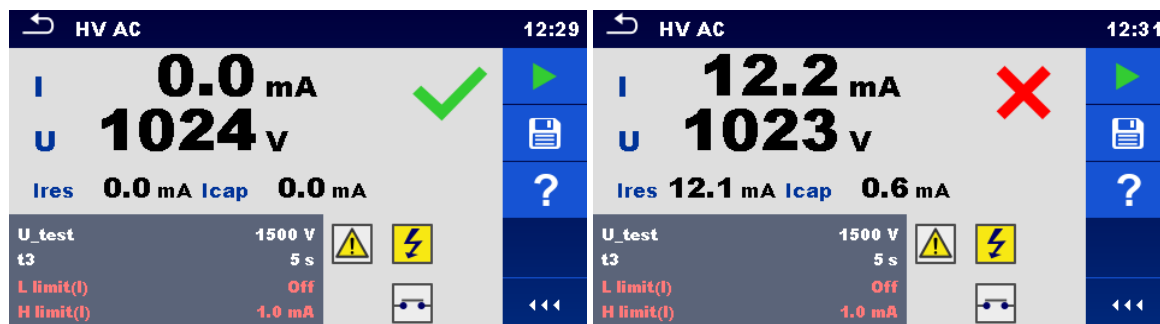 HV AC 12:29
I 0.0 mA
U 1024 V
Ires 0.0 mA Icap 0.0 mA
?
U_test 1500 V
t3 5 s
L limit(I) Off
H limit(I) 1.0 mA
HV AC 12:31
I 12.2 mA
U 1023 V
Ires 12.1 mA Icap 0.6 mA
?
U_test 1500 V
t3 5 s
L limit(I) Off
H limit(I) 1.0 mA